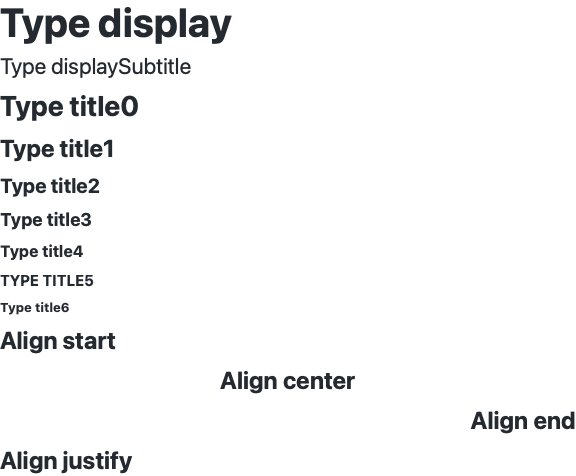 Type display
Type displaySubtitle
Type title0
Type title1
Type title2
Type title3
Type title4
TYPE TITLE5
Type title6
Align start
Align center
Align end
Align justify